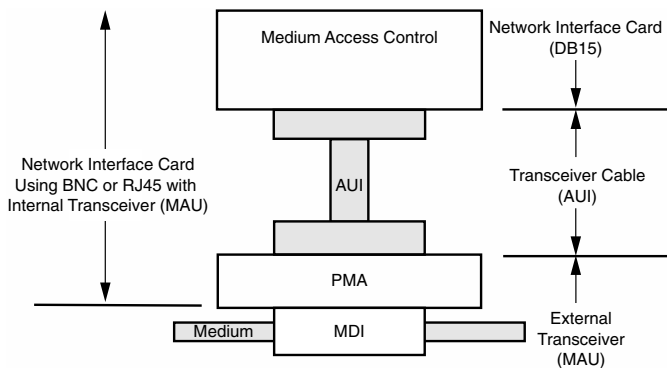 Medium Access Control
Network Interface Card
(DB15)
Network Interface Card
Using BNC or RJ45 with
Internal Transceiver (MAU)
AUI
Transceiver Cable
(AUI)
PMA
Medium
MDI
External
Transceiver
(MAU)